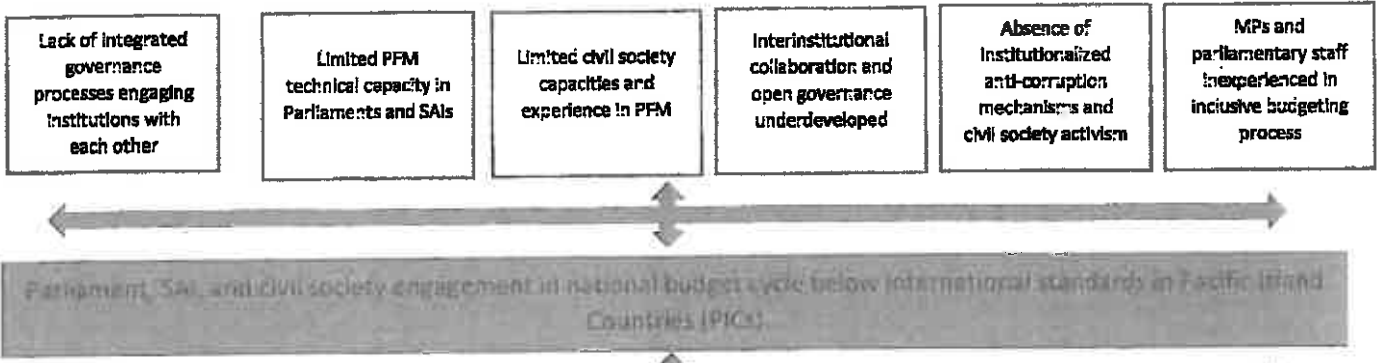 Lack of integrated
governance
processes engaging
institutions with
each other
Limited PFM
technical capacity in
Parliaments and SAIs
Limited civil society
capacities and
experience in PFM
Interinstitutional
collaboration and
open governance
underdeveloped
Absence of
institutionalized
anti-corruption
mechanisms and
civil society activism
MPs and
parliamentary staff
inexperienced in
inclusive budgeting
process
Parliament, SAI, and civil society engagement in national budget cycle below international standards in Pacific Island
Countries (PICs).